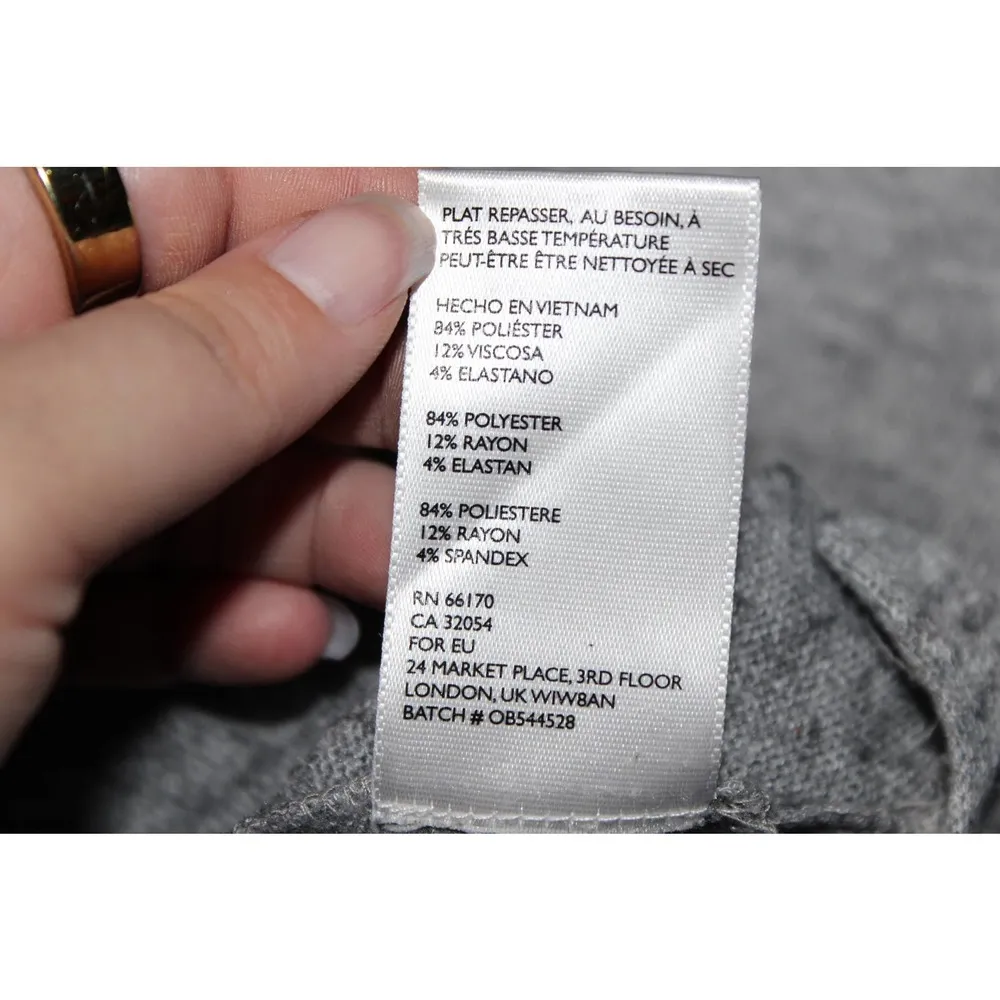 PLAT REPASSER, AU BESOIN, À
TRÉS BASSE TEMPÉRATURE
PEUT-ÊTRE ÊTRE NETTOYÉE À SEC
HECHO EN VIETNAM
84% POLIÉSTER
12% VISCOSA
4% ELASTANO
84% POLYESTER
12% RAYON
4% ELASTAN
84% POLIESTERE
12% RAYON
4% SPANDEX
RN 66170
CA 32054
FOR EU
24 MARKET PLACE, 3RD FLOOR
LONDON, UK WIW8AN
BATCH # OB544528